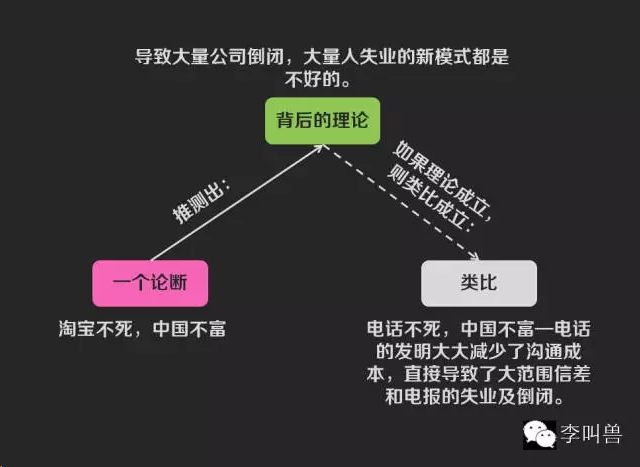 导致大量公司倒闭，大量人失业的新模式都是
不好的。
背后的理论
推测出：
如果理论成立，
则类比成立：
一个论断
类比
淘宝不死，中国不富
电话不死，中国不富—电话
的发明大大减少了沟通成
本，直接导致了大范围信差
和电报的失业及倒闭。
李叫兽